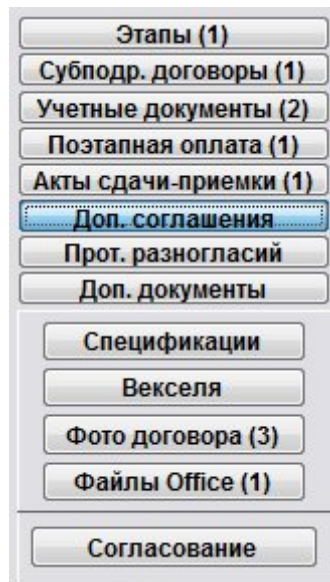 Этапы (1)
Субподр. договоры (1)
Учетные документы (2)
Поэтапная оплата (1)
Акты сдачи-приемки (1)
Доп. соглашения
Прот. разногласий
Доп. документы
Спецификации
Векселя
Фото договора (3)
Файлы Office (1)
Согласование